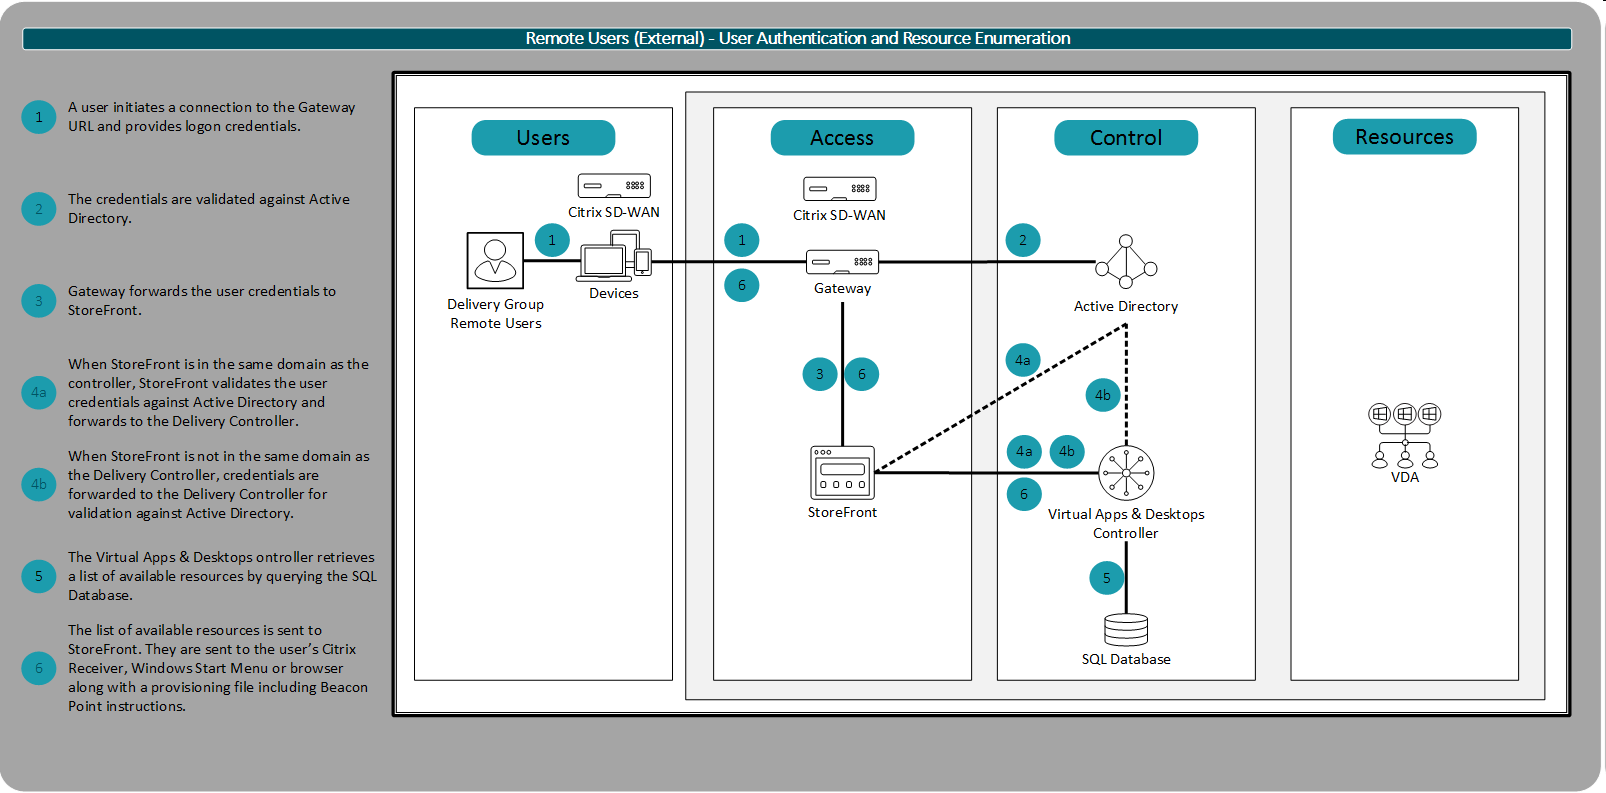 Remote Users (External) - User Authentication and Resource Enumeration
1
A user initiates a connection to the Gateway
URL and provides logon credentials.
2
The credentials are validated against Active
Directory.
3
Gateway forwards the user credentials to
StoreFront.
4a
When StoreFront is in the same domain as the
controller, StoreFront validates the user
credentials against Active Directory and
forwards to the Delivery Controller.
4b
When StoreFront is not in the same domain as
the Delivery Controller, credentials are
forwarded to the Delivery Controller for
validation against Active Directory.
5
The Virtual Apps & Desktops ontroller retrieves
a list of available resources by querying the SQL
Database.
6
The list of available resources is sent to
StoreFront. They are sent to the user's Citrix
Receiver, Windows Start Menu or browser
along with a provisioning file including Beacon
Point instructions.
Users
Citrix SD-WAN
1
Delivery Group
Remote Users
Devices
Access
Citrix SD-WAN
1
6
Gateway
3
6
StoreFront
Control
2
Active Directory
4a
4b
4a
4b
6
Virtual Apps & Desktops
Controller
5
SQL Database
Resources
VDA